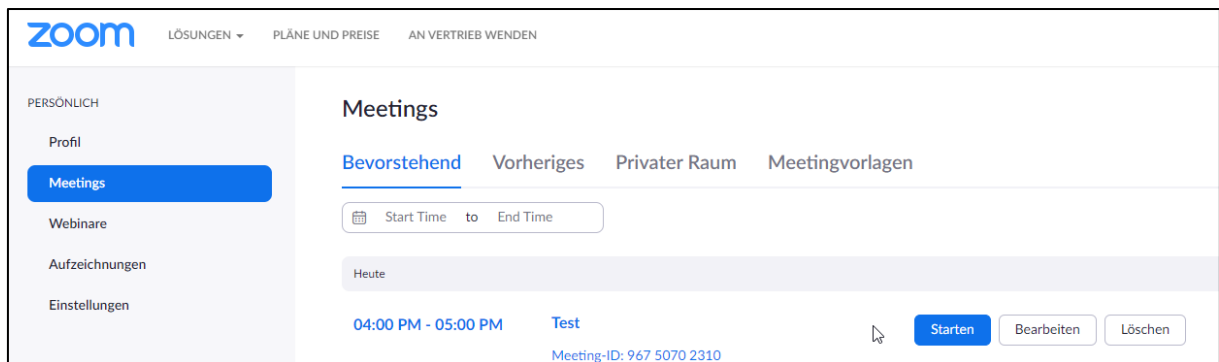 zoom LÖSUNGEN PLÄNE UND PREISE AN VERTRIEB WENDEN
PERSÖNLICH
Profil
Meetings
Webinare
Aufzeichnungen
Einstellungen
Meetings
Bevorstehend Vorheriges Privater Raum Meetingvorlagen
Start Time to End Time
Heute
04:00 PM - 05:00 PM Test Starten Bearbeiten Löschen
Meeting-ID: 967 5070 2310